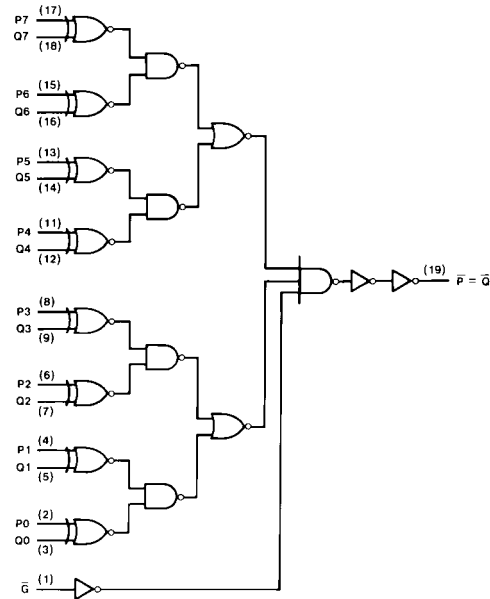 P7 (17)
Q7 (18)
P6 (15)
Q6 (16)
P5 (13)
Q5 (14)
P4 (11)
Q4 (12)
(19) P̅ = Q̅
P3 (8)
Q3 (9)
P2 (6)
Q2 (7)
P1 (4)
Q1 (5)
P0 (2)
Q0 (3)
G̅ (1)